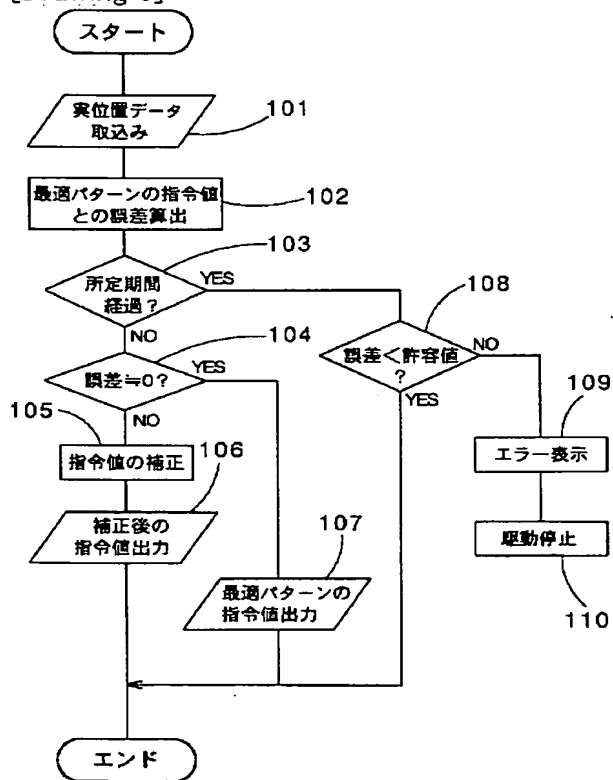 スタート
実位置データ
取込み
101
最適パターンの指令値
との誤差算出
102
103
所定期間
経過？
YES
NO
108
誤差＜許容値
？
NO
YES
104
誤差≒0？
YES
NO
105
指令値の補正
106
109
エラー表示
補正後の
指令値出力
107
駆動停止
最適パターンの
指令値出力
110
エンド